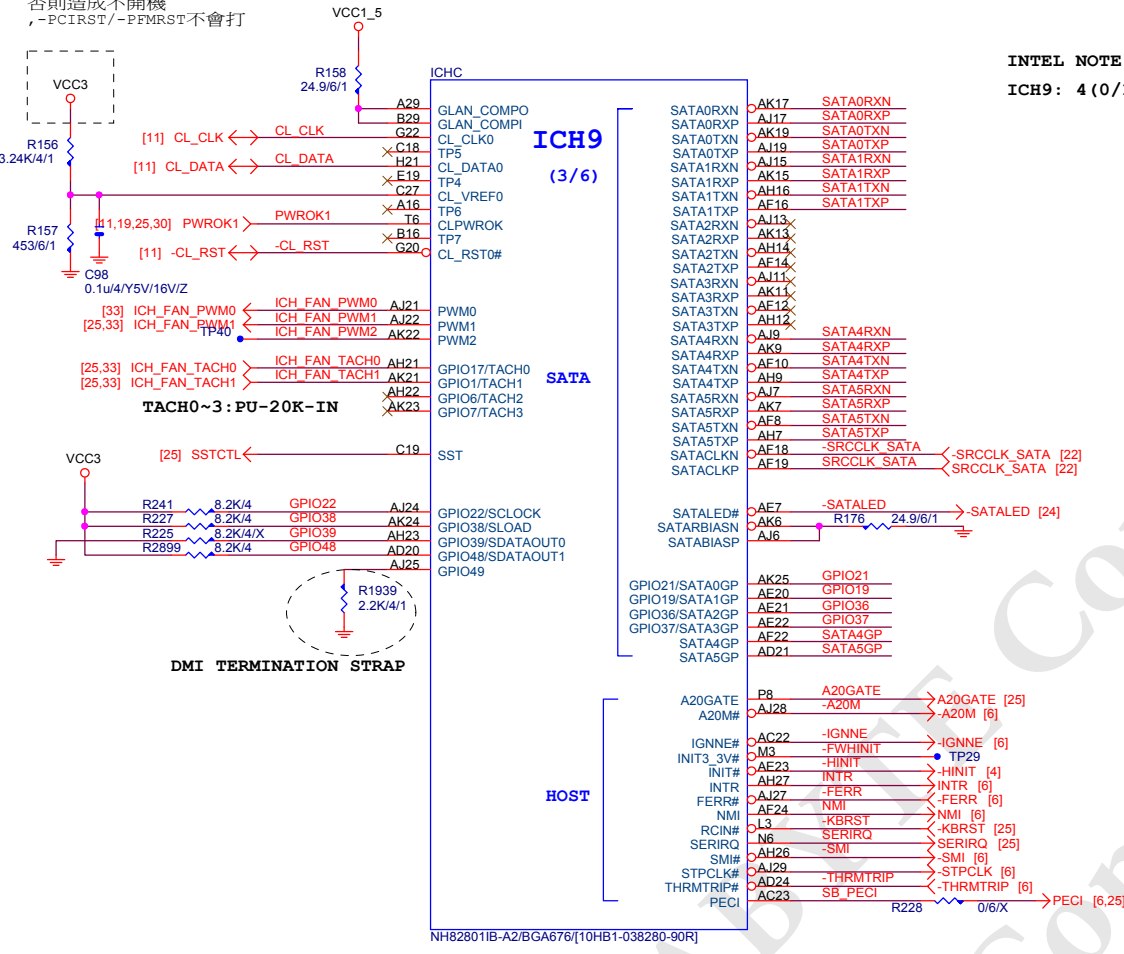 否則造成不開機
,-PCIRST/-PFMRST不會打
VCC1_5
INTEL NOTE
VCC3
R158
24.9/6/1
ICHC
ICH9: 4(0/
R156
3.24K/4/1
R157
453/6/1
C98
0.1u/4/Y5V/16V/Z
[11] CL_CLK CL_CLK G22 CL_CLK0
A29 GLAN_COMPO
B29 GLAN_COMPI
C18 TP5
[11] CL_DATA CL_DATA H21 CL_DATA0
E19 TP4
C27 CL_VREF0
A16 TP6
[11,19,25,30] PWROK1 PWROK1 T6 CLPWROK
B16 TP7
[11] -CL_RST -CL_RST G20 CL_RST0#
ICH9
(3/6)
[33] ICH_FAN_PWM0 ICH_FAN_PWM0 AJ21 PWM0
[25,33] ICH_FAN_PWM1 ICH_FAN_PWM1 AJ22 PWM1
TP40 ICH_FAN_PWM2 AK22 PWM2
[25,33] ICH_FAN_TACH0 ICH_FAN_TACH0 AH21 GPIO17/TACH0
[25,33] ICH_FAN_TACH1 ICH_FAN_TACH1 AK21 GPIO1/TACH1
AH22 GPIO6/TACH2
AK23 GPIO7/TACH3
TACH0~3:PU-20K-IN
SATA
[25] SSTCTL C19 SST
VCC3
R241 8.2K/4 GPIO22 AJ24 GPIO22/SCLOCK
R227 8.2K/4 GPIO38 AK24 GPIO38/SLOAD
R225 8.2K/4/X GPIO39 AH23 GPIO39/SDATAOUT0
R2899 8.2K/4 GPIO48 AD20 GPIO48/SDATAOUT1
AJ25 GPIO49
R1939
2.2K/4/1
DMI TERMINATION STRAP
SATA0RXN AK17 SATA0RXN
SATA0RXP AJ17 SATA0RXP
SATA0TXN AK19 SATA0TXN
SATA0TXP AJ19 SATA0TXP
SATA1RXN AJ15 SATA1RXN
SATA1RXP AK15 SATA1RXP
SATA1TXN AH16 SATA1TXN
SATA1TXP AF16 SATA1TXP
SATA2RXN AJ13
SATA2RXP AK13
SATA2TXN AH14
SATA2TXP AF14
SATA3RXN AJ11
SATA3RXP AK11
SATA3TXN AF12
SATA3TXP AH12
SATA4RXN AJ9 SATA4RXN
SATA4RXP AK9 SATA4RXP
SATA4TXN AF10 SATA4TXN
SATA4TXP AH9 SATA4TXP
SATA5RXN AJ7 SATA5RXN
SATA5RXP AK7 SATA5RXP
SATA5TXN AF8 SATA5TXN
SATA5TXP AH7 SATA5TXP
SATACLKN AF18 -SRCCLK_SATA -SRCCLK_SATA [22]
SATACLKP AF19 SRCCLK_SATA SRCCLK_SATA [22]
SATALED# AE7 -SATALED -SATALED [24]
SATARBIASN AK6 R176 24.9/6/1
SATABIASP AJ6
GPIO21/SATA0GP AK25 GPIO21
GPIO19/SATA1GP AE20 GPIO19
GPIO36/SATA2GP AE21 GPIO36
GPIO37/SATA3GP AE22 GPIO37
SATA4GP AF22 SATA4GP
SATA5GP AD21 SATA5GP
HOST
A20GATE P8 A20GATE A20GATE [25]
A20M# AJ28 -A20M -A20M [6]
IGNNE# AC22 -IGNNE -IGNNE [6]
INIT3_3V# M3 -FWHINIT TP29
INIT# AE23 -HINIT -HINIT [4]
INTR AH27 INTR INTR [6]
FERR# AJ27 -FERR -FERR [6]
NMI AF24 NMI NMI [6]
RCIN# L3 -KBRST -KBRST [25]
SERIRQ N6 SERIRQ SERIRQ [25]
SMI# AH26 -SMI -SMI [6]
STPCLK# AJ29 -STPCLK [6]
THRMTRIP# AD24 -THRMTRIP -THRMTRIP [6]
PECI AC23 SB_PECI R228 0/6/X PECI [6,25]
NH82801IB-A2/BGA676/[10HB1-038280-90R]